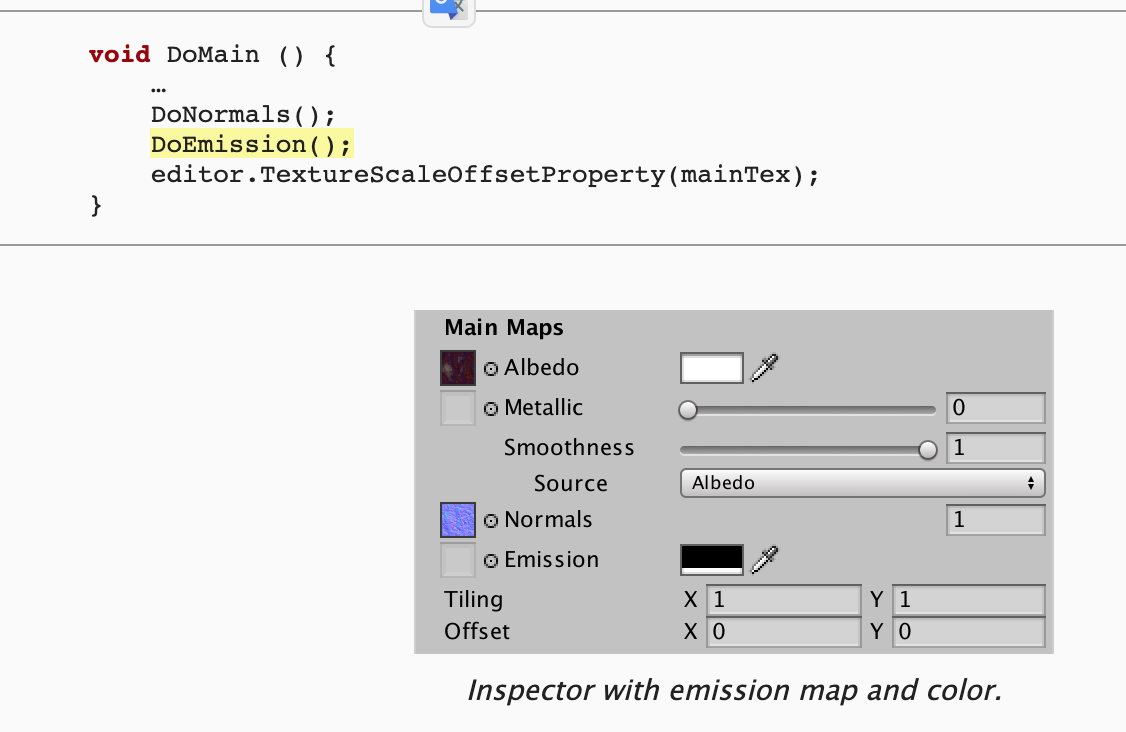 void DoMain () {
…
DoNormals();
DoEmission();
editor.TextureScaleOffsetProperty(mainTex);
}
Main Maps
Albedo
Metallic 0
Smoothness 1
Source Albedo
Normals 1
Emission
Tiling X 1 Y 1
Offset X 0 Y 0
Inspector with emission map and color.